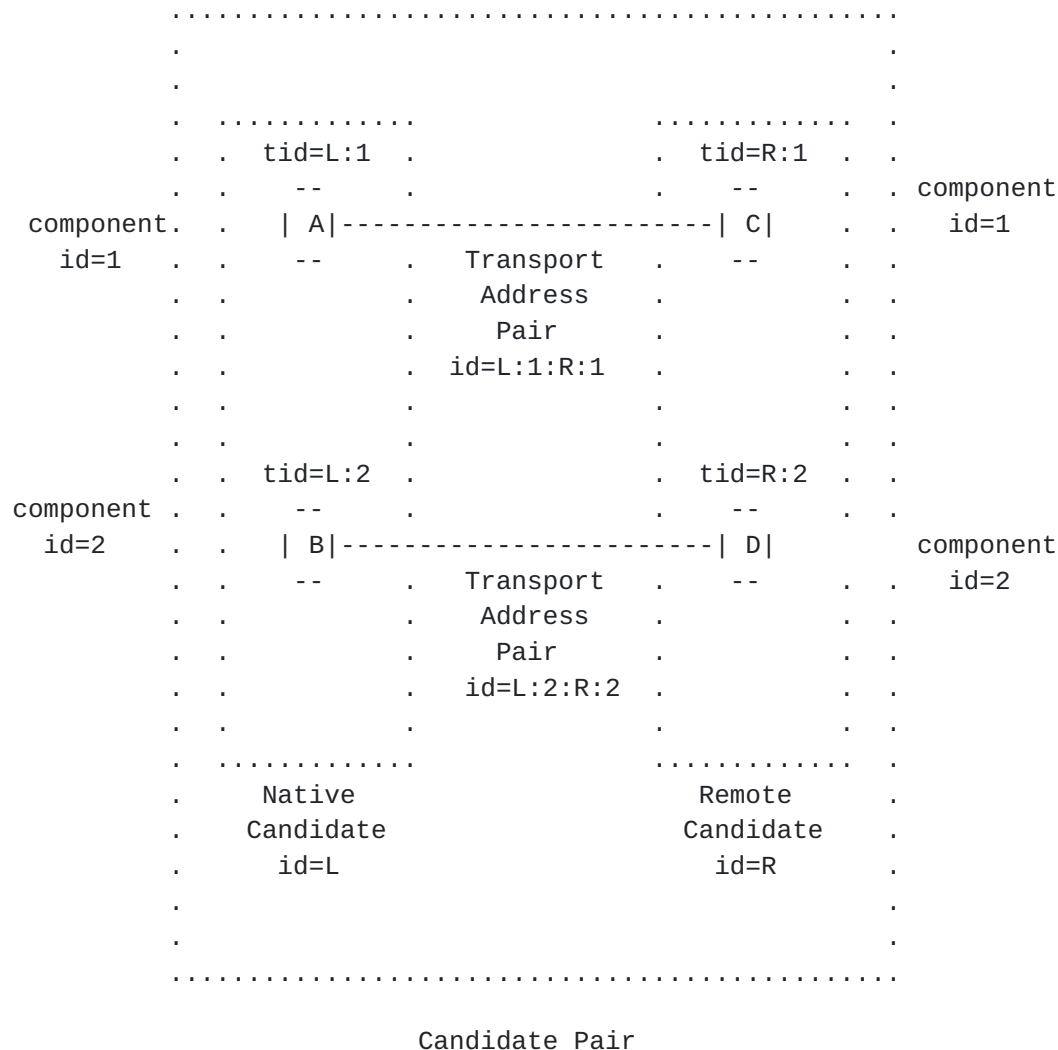 tid=L:1 tid=R:1
-- -- component
component | A|------------------------| C| id=1
id=1 -- Transport --
Address
Pair
id=L:1:R:1
tid=L:2 tid=R:2
component -- --
id=2 | B|------------------------| D| component
-- Transport -- id=2
Address
Pair
id=L:2:R:2
Native Remote
Candidate Candidate
id=L id=R
Candidate Pair